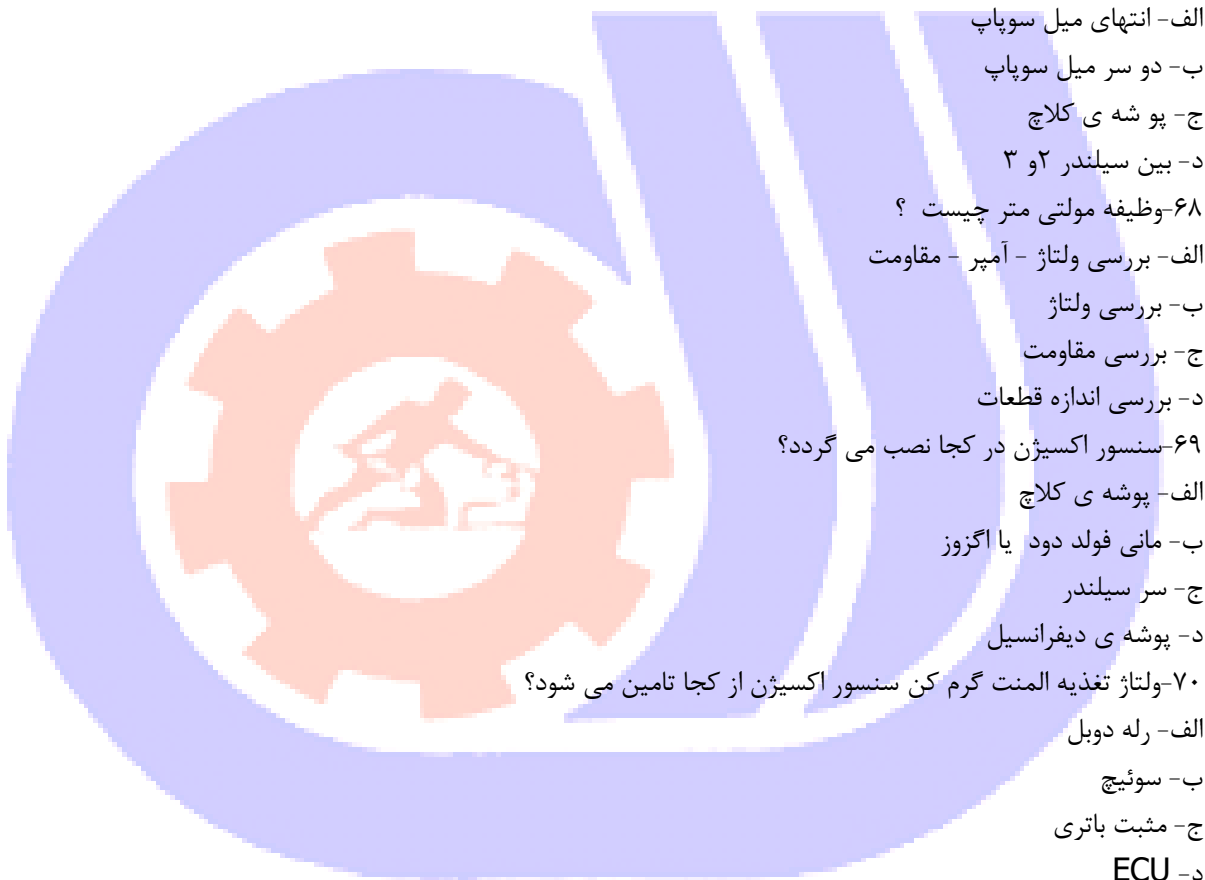 الف- انتهای میل سوپاپ
ب- دو سر میل سوپاپ
ج- پو شه ی کلاچ
د- بین سیلندر ۲و ۳
۶۸-وظیفه مولتی متر چیست ؟
الف- بررسی ولتاژ - آمپر - مقاومت
ب- بررسی ولتاژ
ج- بررسی مقاومت
د- بررسی اندازه قطعات
۶۹-سنسور اکسیژن در کجا نصب می گردد؟
الف- پوشه ی کلاچ
ب- مانی فولد دود یا اگزوز
ج- سر سیلندر
د- پوشه ی دیفرانسیل
۷۰-ولتاژ تغذیه المنت گرم کن سنسور اکسیژن از کجا تامین می شود؟
الف- رله دوبل
ب- سوئیچ
ج- مثبت باتری
د- ECU